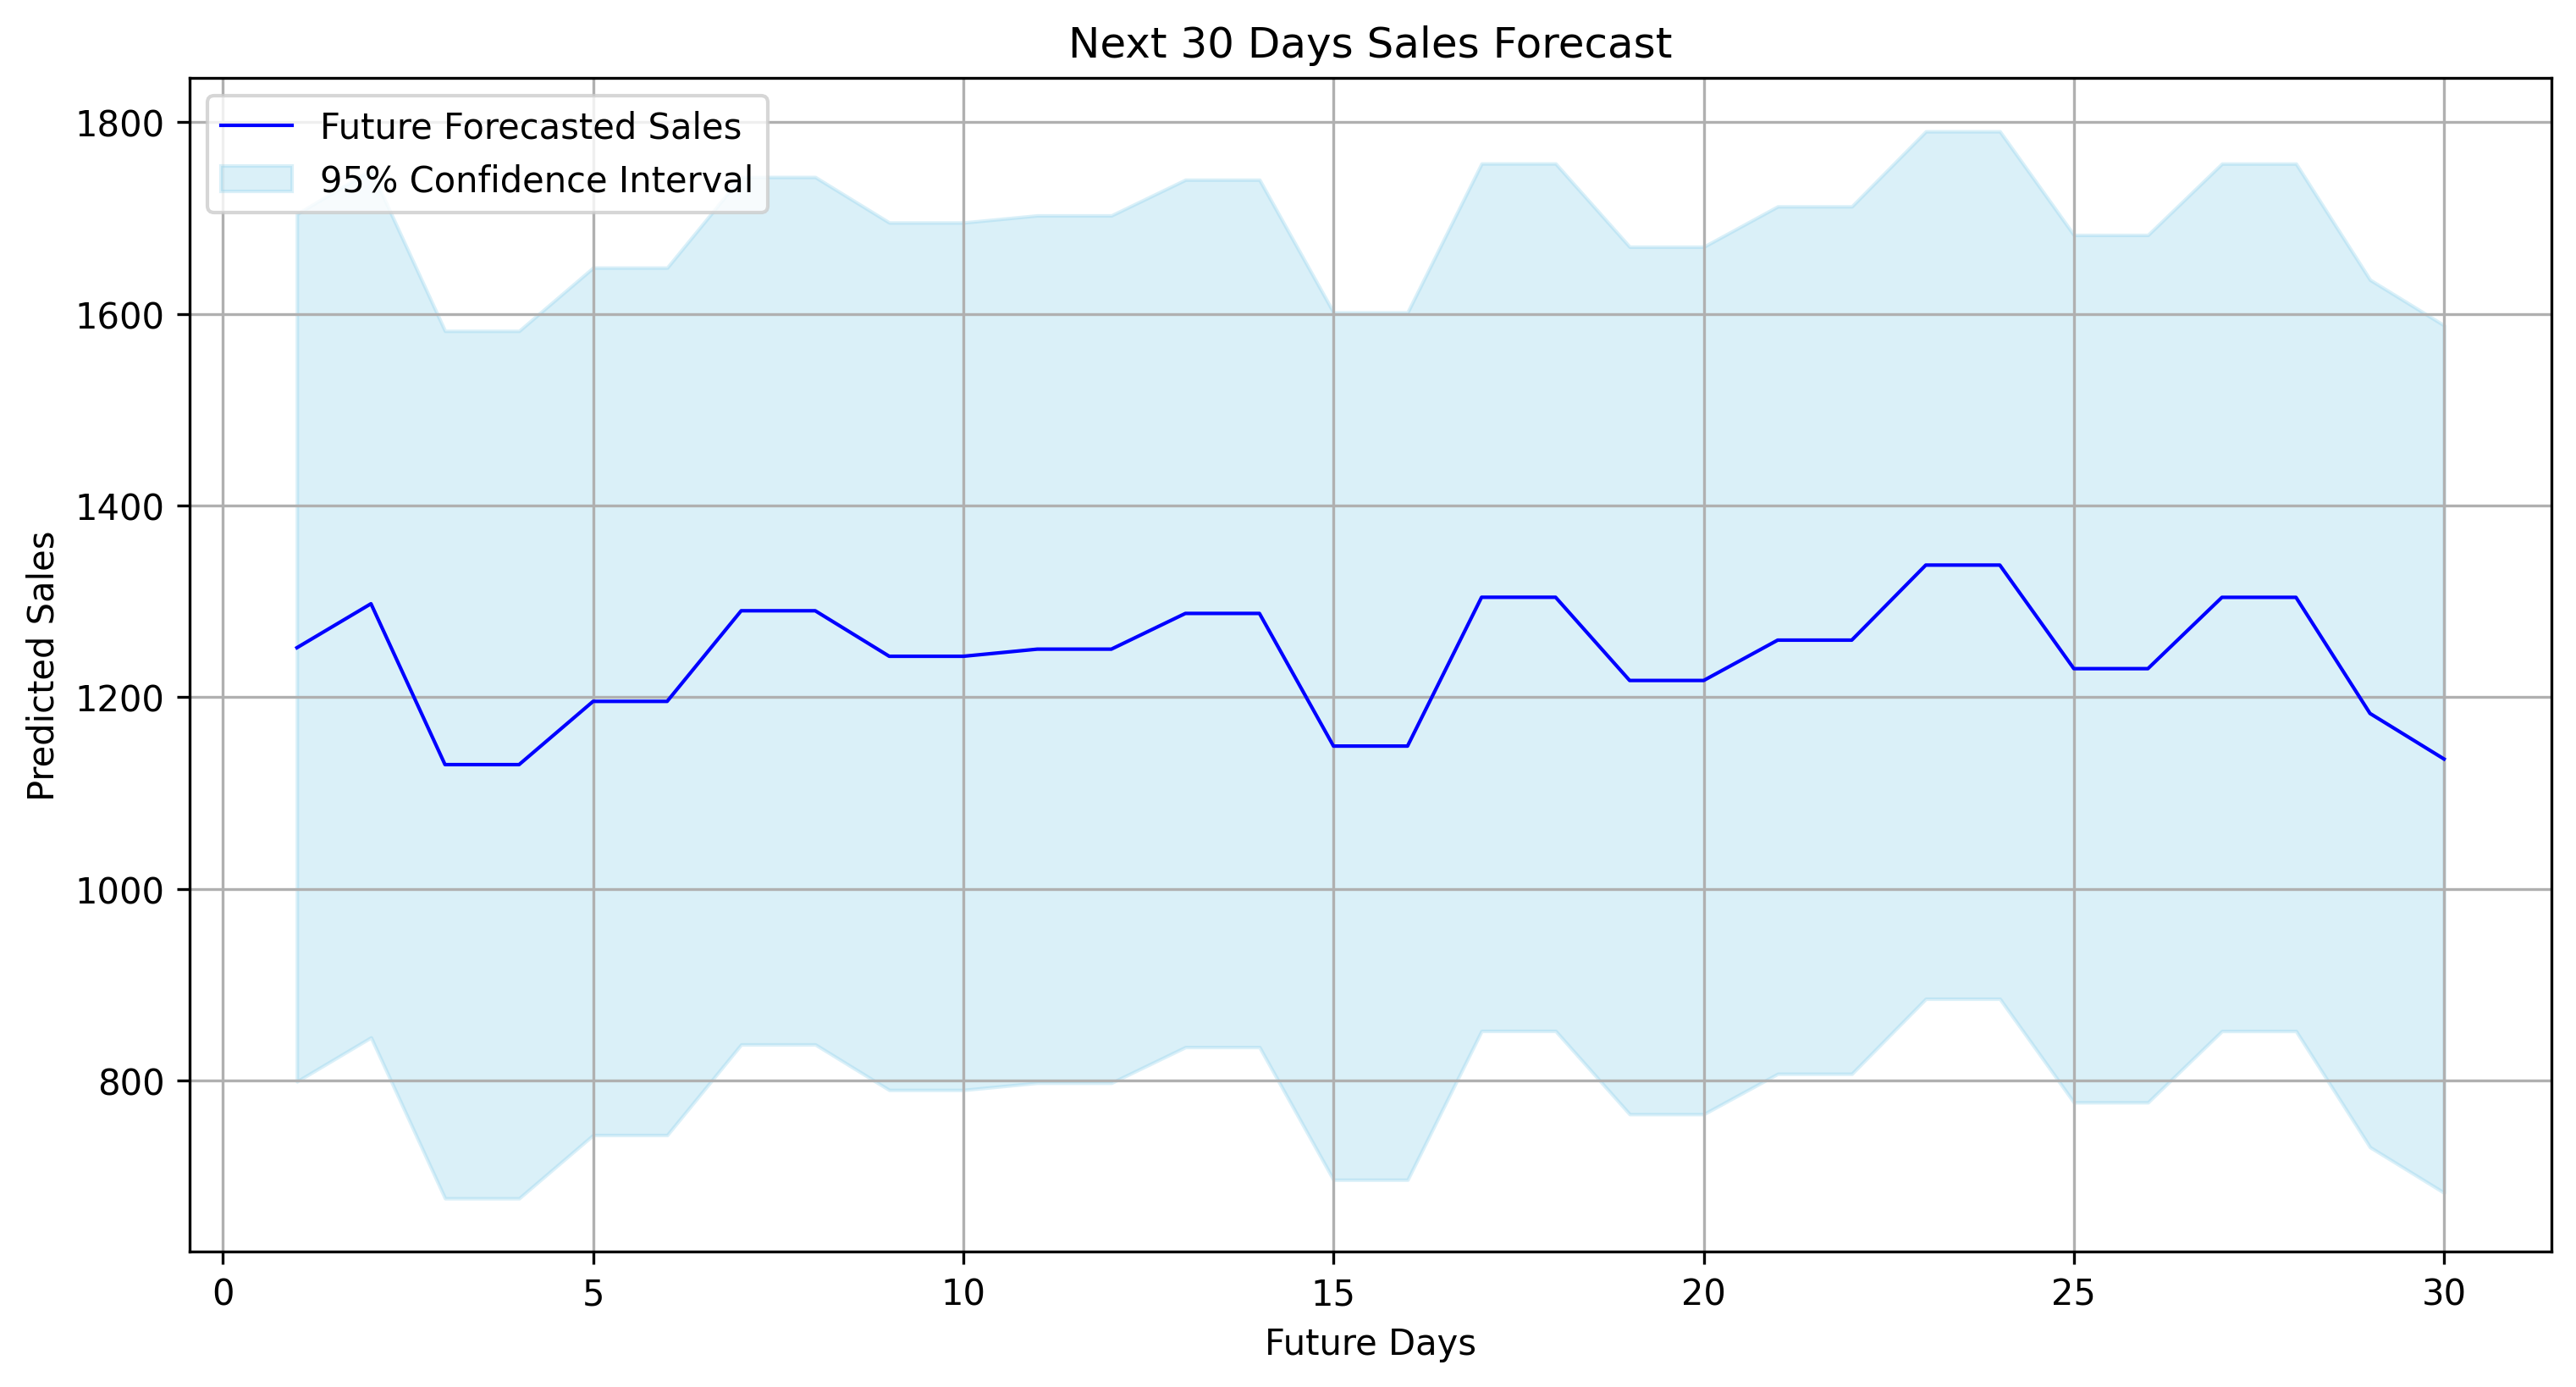 Next 30 Days Sales Forecast
Future Forecasted Sales
95% Confidence Interval
Predicted Sales
1800
1600
1400
1200
1000
800
0 5 10 15 20 25 30
Future Days